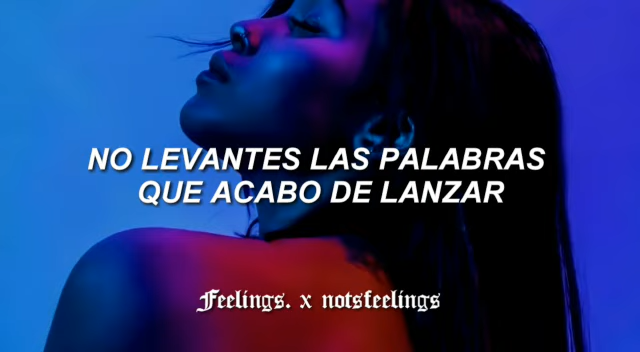 NO LEVANTES LAS PALABRAS
QUE ACABO DE LANZAR
Feelings. x notsfeelings